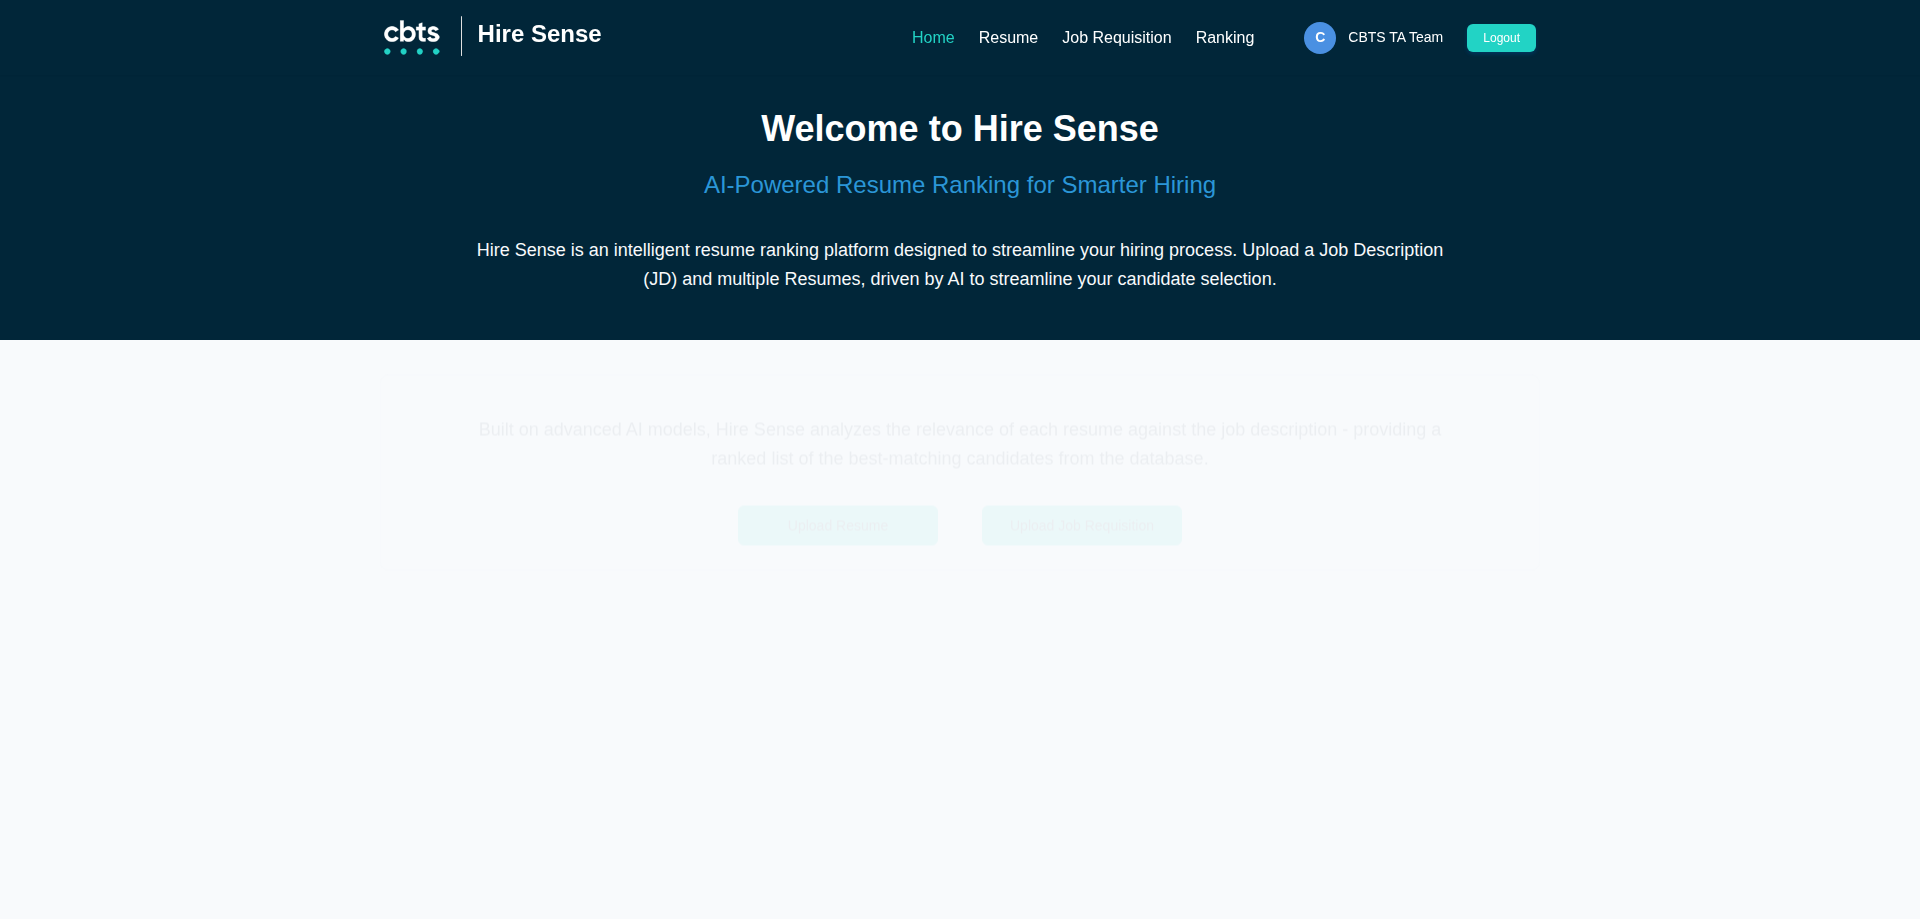 cbts
Hire Sense
Home
Resume
Job Requisition
Ranking
C
CBTS TA Team
Logout
Welcome to Hire Sense
AI-Powered Resume Ranking for Smarter Hiring
Hire Sense is an intelligent resume ranking platform designed to streamline your hiring process. Upload a Job Description
(JD) and multiple Resumes, driven by AI to streamline your candidate selection.
Built on advanced AI models, Hire Sense analyzes the relevance of each resume against the job description - providing a
ranked list of the best-matching candidates from the database.
Upload Resume
Upload Job Requisition